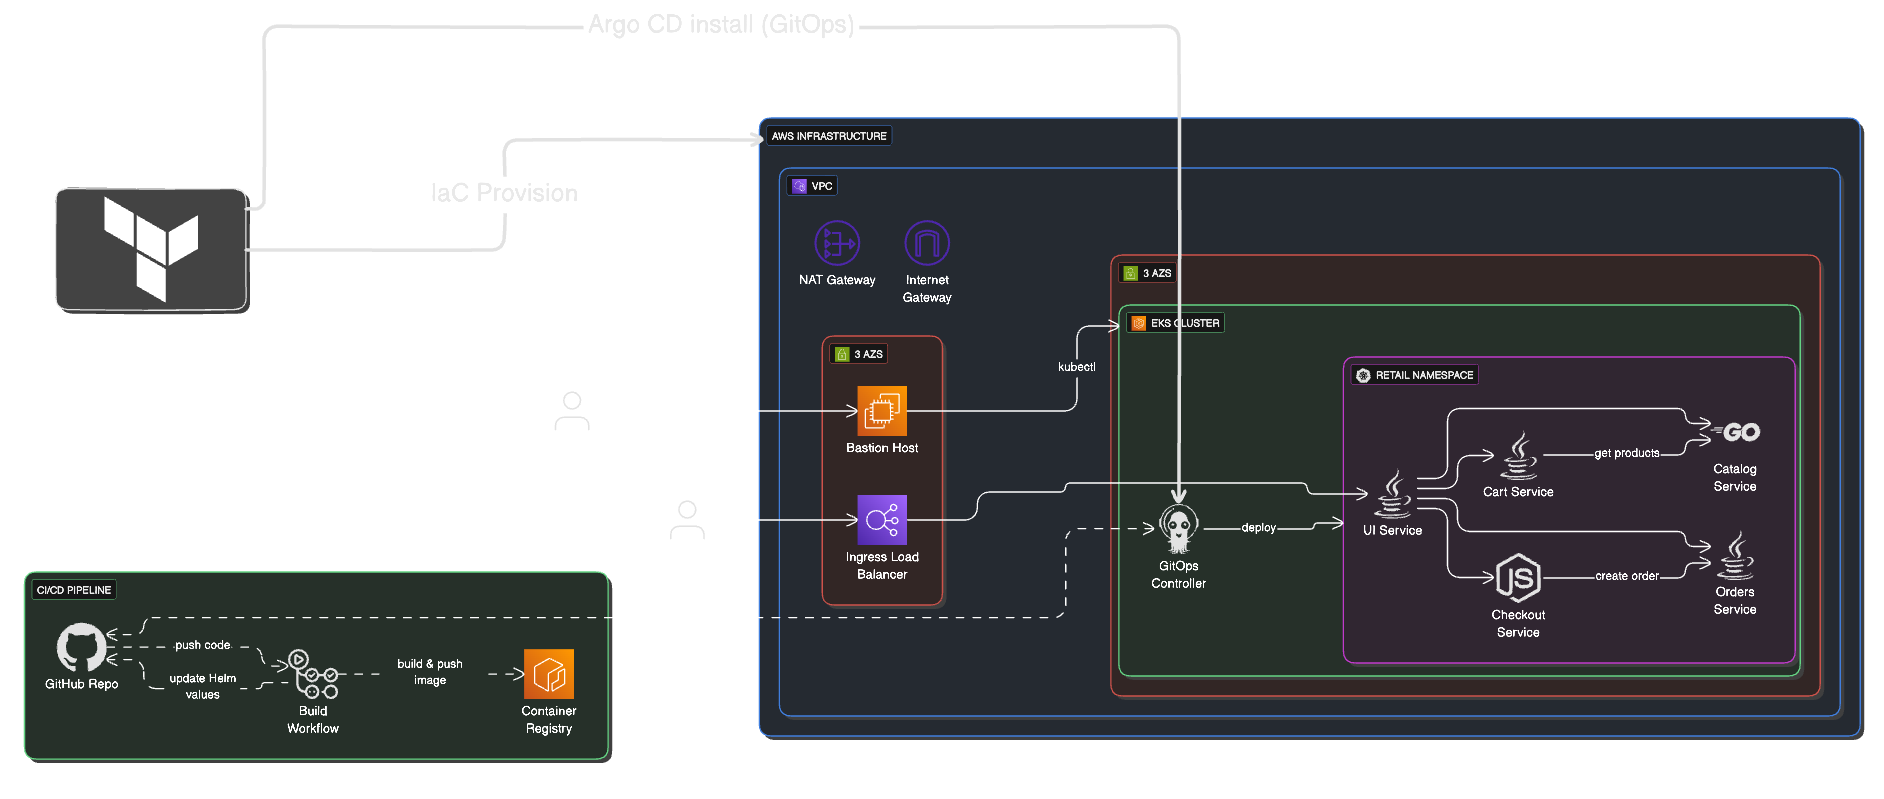 Argo CD install (GitOps)
AWS INFRASTRUCTURE
IaC Provision
VPC
NAT Gateway
Internet
Gateway
3 AZS
EKS CLUSTER
3 AZS
kubectl
RETAIL NAMESPACE
Bastion Host
GO
get products
Catalog
Service
Cart Service
UI Service
deploy
Ingress Load
Balancer
GitOps
Controller
JS
create order
Orders
Service
Checkout
Service
CI/CD PIPELINE
push code
GitHub Repo
update Helm
values
build & push
image
Build
Workflow
Container
Registry